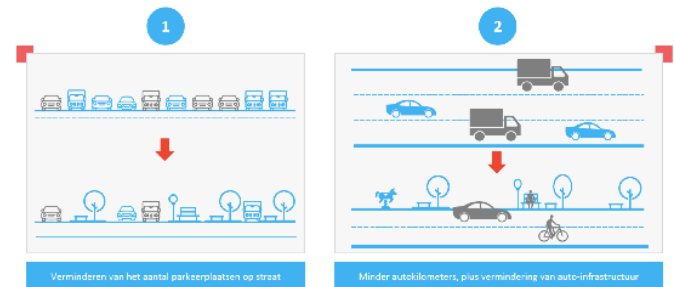 1
2
Verminderen van het aantal parkeerplaatsen op straat
Minder autokilometers, plus vermindering van auto-infrastructuur